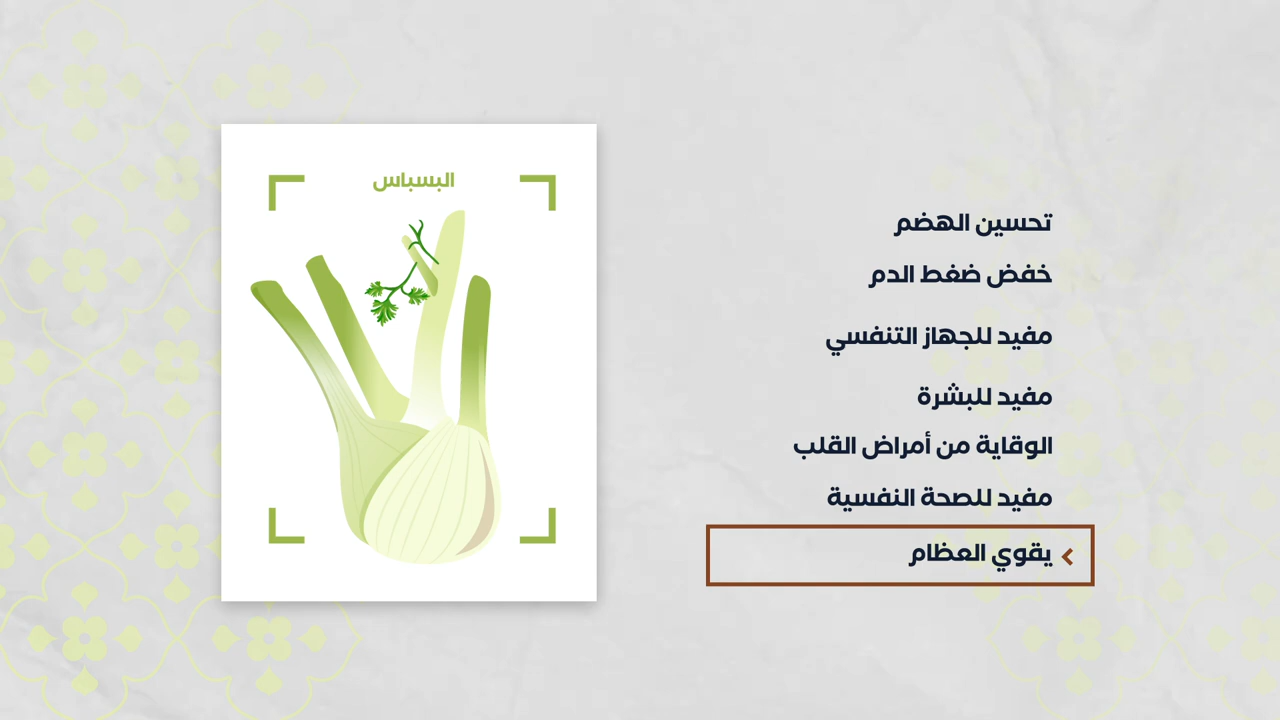 البسباس
تحسين الهضم
خفض ضغط الدم
مفيد للجهاز التنفسي
مفيد للبشرة
الوقاية من أمراض القلب
مفيد للصحة النفسية
يقوي العظام